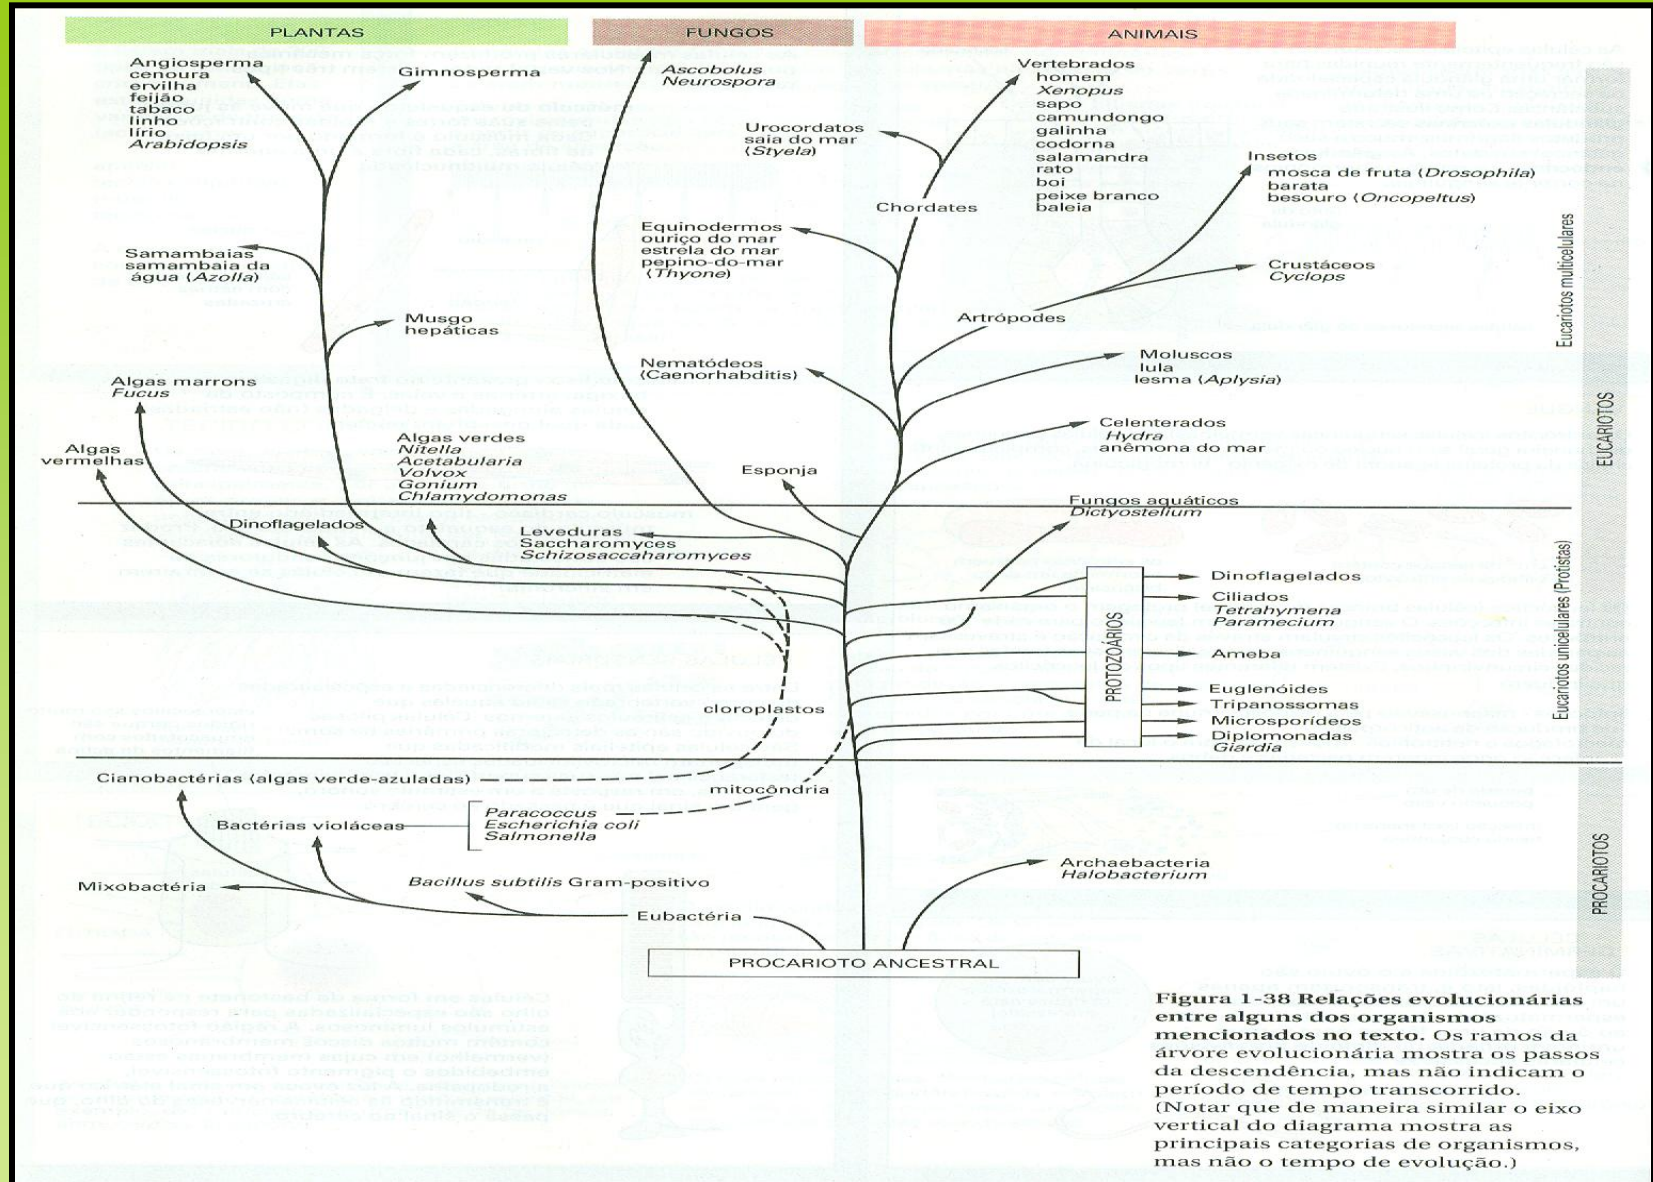 PLANTAS
FUNGOS
ANIMAIS
Angiosperma
cenoura
ervilha
feijão
tabaco
linho
lírio
Arabidopsis
Gimnosperma
Ascobolus
Neurospora
Urocordatos
saia do mar
(Styela)
Vertebrados
homem
Xenopus
sapo
camundongo
galinha
codorna
salamandra
rato
boi
peixe branco
baleia
Insetos
mosca de fruta (Drosophila)
barata
besouro (Oncopeltus)
Chordates
Samambaias
samambaia da
água (Azolla)
Equinodermos
ouriço do mar
estrela do mar
pepino-do-mar
(Thyone)
Crustáceos
Cyclops
Musgo
hepáticas
Artrópodes
Nematódeos
(Caenorhabditis)
Moluscos
lula
lesma (Aplysia)
Algas marrons
Fucus
Algas
vermelhas
Algas verdes
Nitella
Acetabularia
Volvox
Gonium
Chlamydomonas
Esponja
Celenterados
Hydra
anêmona do mar
Eucariotos multicelulares
EUCARIOTOS
Dinoflagelados
Leveduras
Saccharomyces
Schizosaccaharomyces
Fungos aquáticos
Dictyostelium
PROTOZOÁRIOS
Dinoflagelados
Ciliados
Tetrahymena
Paramecium
Ameba
Euglenóides
Tripanossomas
Microsporídeos
Diplomonadas
Giardia
Eucariotos unicelulares (Protistas)
cloroplastos
Cianobactérias (algas verde-azuladas)
mitocôndria
Bactérias violáceas
Paracoccus
Escherichia coli
Salmonella
Mixobactéria
Bacillus subtilis Gram-positivo
Eubactéria
Archaebacteria
Halobacterium
PROCARIOTOS
PROCARIOTO ANCESTRAL
Figura 1-38 Relações evolucionárias
entre alguns dos organismos
mencionados no texto. Os ramos da
árvore evolucionária mostra os passos
da descendência, mas não indicam o
período de tempo transcorrido.
(Notar que de maneira similar o eixo
vertical do diagrama mostra as
principais categorias de organismos,
mas não o tempo de evolução.)